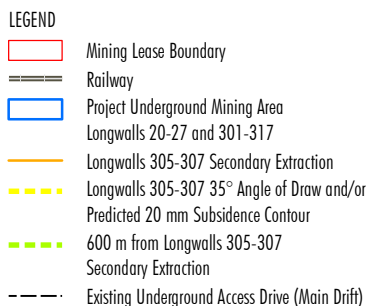 LEGEND
Mining Lease Boundary
Railway
Project Underground Mining Area
Longwalls 20-27 and 301-317
Longwalls 305-307 Secondary Extraction
Longwalls 305-307 35° Angle of Draw and/or
Predicted 20 mm Subsidence Contour
600 m from Longwalls 305-307
Secondary Extraction
Existing Underground Access Drive (Main Drift)